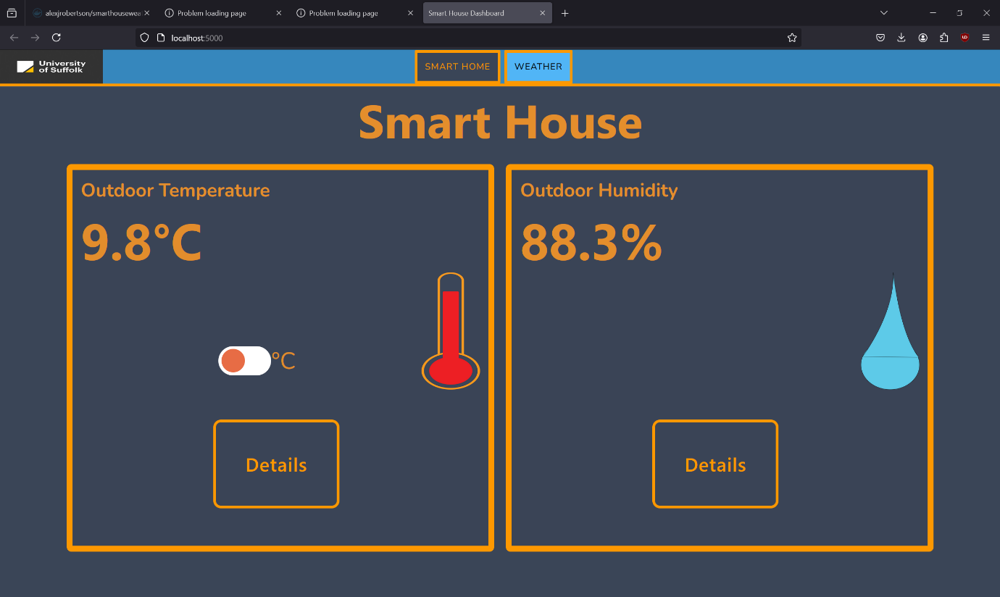 alexjrobertson/smarthousewea
Problem loading page
Problem loading page
Smart House Dashboard
localhost:5000
University
of Suffolk
SMART HOME
WEATHER
Smart House
Outdoor Temperature
9.8°C
°C
Details
Outdoor Humidity
88.3%
Details